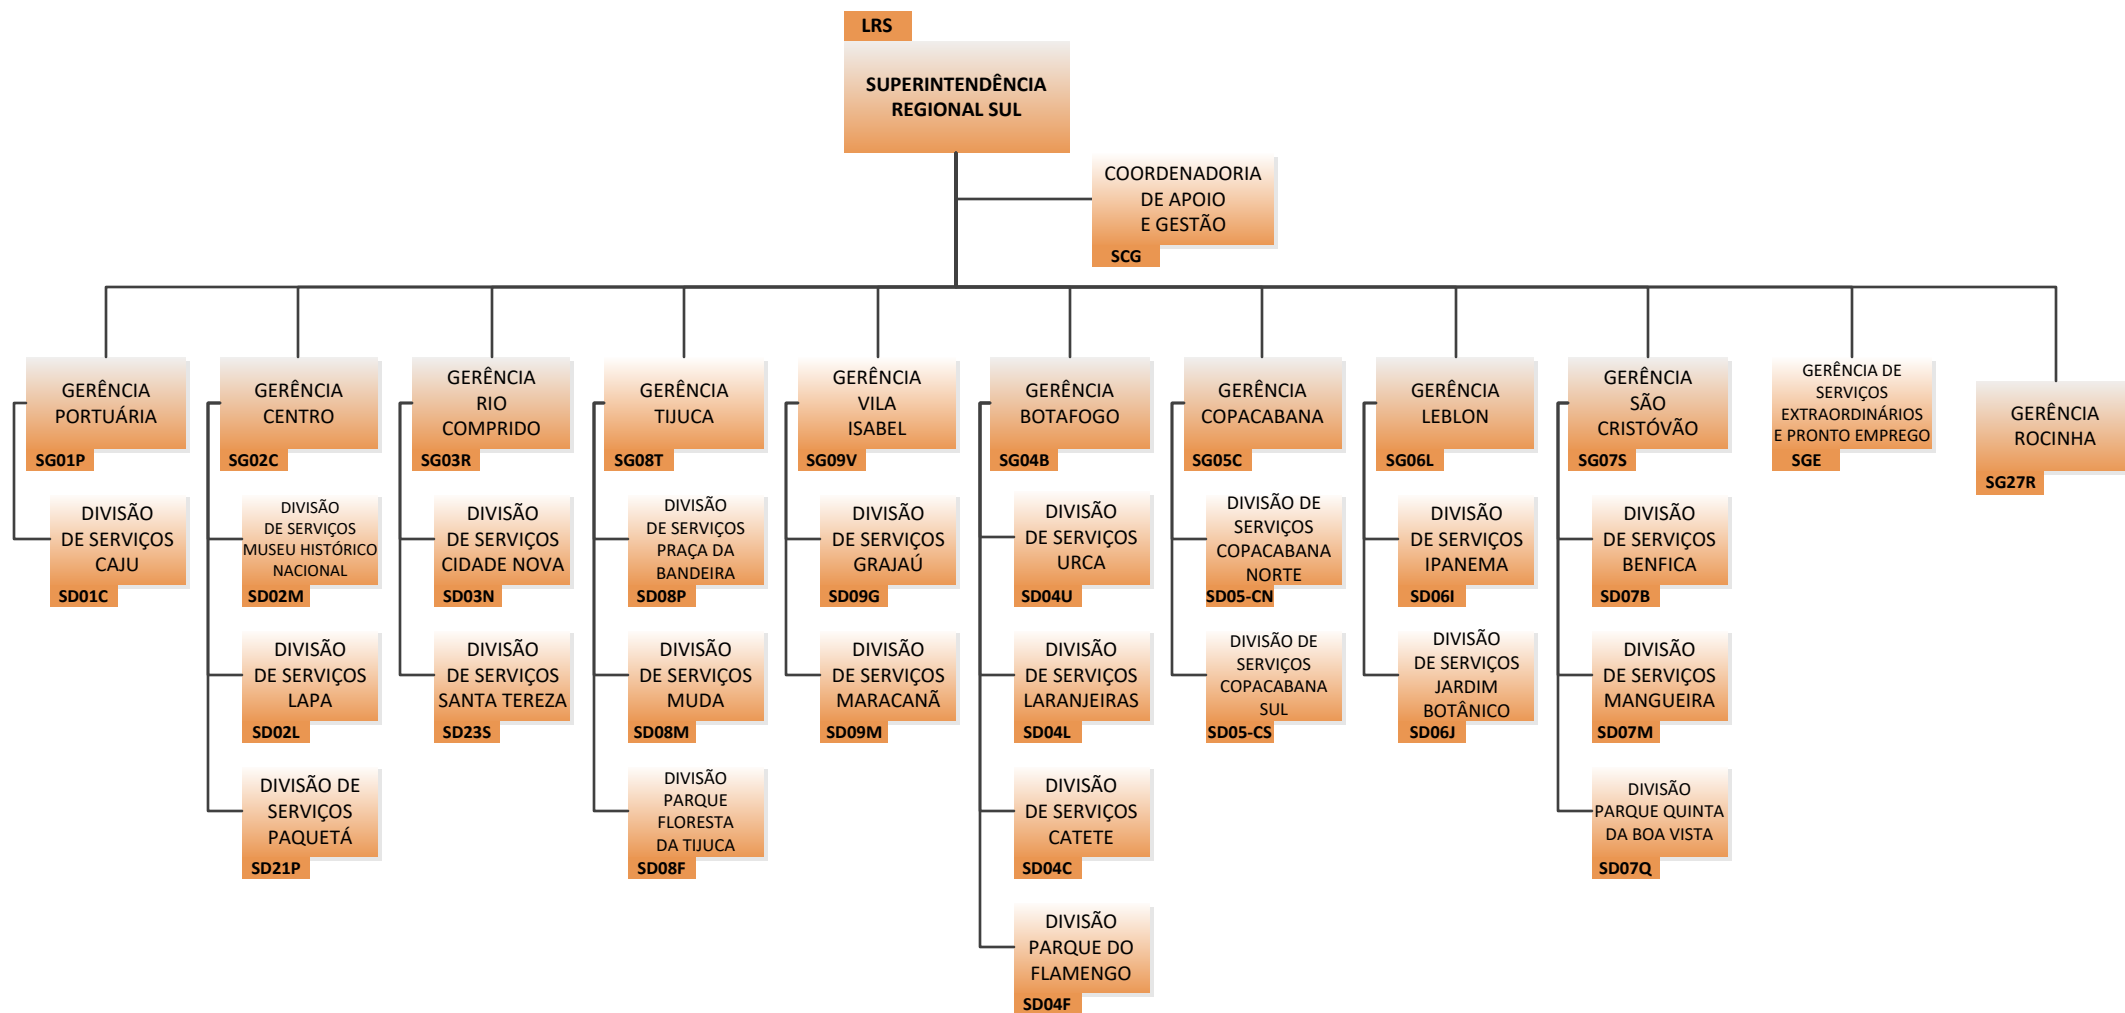 LRS
SUPERINTENDÊNCIA
REGIONAL SUL
COORDENADORIA
DE APOIO
E GESTÃO
SCG
GERÊNCIA
PORTUÁRIA
SG01P
DIVISÃO
DE SERVIÇOS
CAJU
SD01C
GERÊNCIA
CENTRO
SG02C
DIVISÃO
DE SERVIÇOS
MUSEU HISTÓRICO
NACIONAL
SD02M
DIVISÃO
DE SERVIÇOS
LAPA
SD02L
DIVISÃO DE
SERVIÇOS
PAQUETÁ
SD21P
GERÊNCIA
RIO
COMPRIDO
SG03R
DIVISÃO
DE SERVIÇOS
CIDADE NOVA
SD03N
DIVISÃO
DE SERVIÇOS
SANTA TEREZA
SD23S
GERÊNCIA
TIJUCA
SG08T
DIVISÃO
DE SERVIÇOS
PRAÇA DA
BANDEIRA
SD08P
DIVISÃO
DE SERVIÇOS
MUDA
SD08M
DIVISÃO
PARQUE
FLORESTA
DA TIJUCA
SD08F
GERÊNCIA
VILA
ISABEL
SG09V
DIVISÃO
DE SERVIÇOS
GRAJAÚ
SD09G
DIVISÃO
DE SERVIÇOS
MARACANÃ
SD09M
GERÊNCIA
BOTAFOGO
SG04B
DIVISÃO
DE SERVIÇOS
URCA
SD04U
DIVISÃO
DE SERVIÇOS
LARANJEIRAS
SD04L
DIVISÃO
DE SERVIÇOS
CATETE
SD04C
DIVISÃO
PARQUE DO
FLAMENGO
SD04F
GERÊNCIA
COPACABANA
SG05C
DIVISÃO DE
SERVIÇOS
COPACABANA
NORTE
SD05-CN
DIVISÃO DE
SERVIÇOS
COPACABANA
SUL
SD05-CS
GERÊNCIA
LEBLON
SG06L
DIVISÃO
DE SERVIÇOS
IPANEMA
SD06I
DIVISÃO
DE SERVIÇOS
JARDIM
BOTÂNICO
SD06J
GERÊNCIA
SÃO
CRISTÓVÃO
SG07S
DIVISÃO
DE SERVIÇOS
BENFICA
SD07B
DIVISÃO
DE SERVIÇOS
MANGUEIRA
SD07M
DIVISÃO
PARQUE QUINTA
DA BOA VISTA
SD07Q
GERÊNCIA DE
SERVIÇOS
EXTRAORDINÁRIOS
E PRONTO EMPREGO
SGE
GERÊNCIA
ROCINHA
SG27R